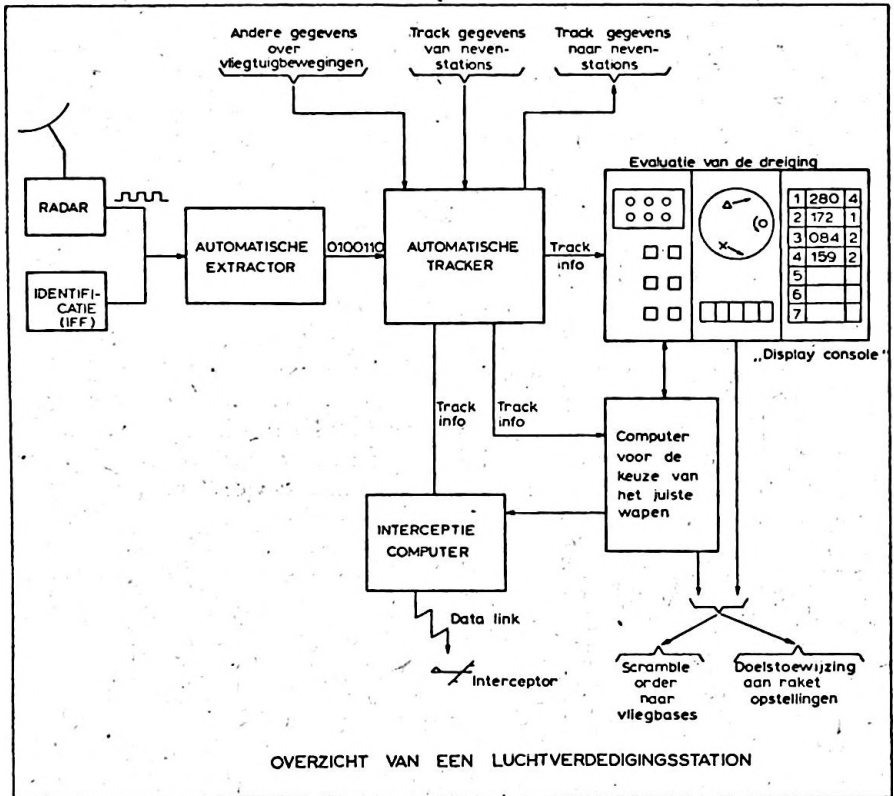 Andere gegevens
over
vliegtuigbewegingen
Track gegevens
van neven-
stations
Track gegevens
naar neven-
stations
Evaluatie van de dreiging
RADAR
IDENTIFI-
CATIE
(IFF)
AUTOMATISCHE
EXTRACTOR
0100110
AUTOMATISCHE
TRACKER
Track
info
1 280 4
2 172 1
3 084 2
4 159 2
5
6
7
„Display console"
Track
info
Track
info
Computer
voor de
keuze van
het juiste
wapen
INTERCEPTIE
COMPUTER
Data link
Interceptor
Scramble
order
naar
vliegbases
Doelstoewijzing
aan raket
opstellingen
OVERZICHT VAN EEN LUCHTVERDEDIGINGSSTATION